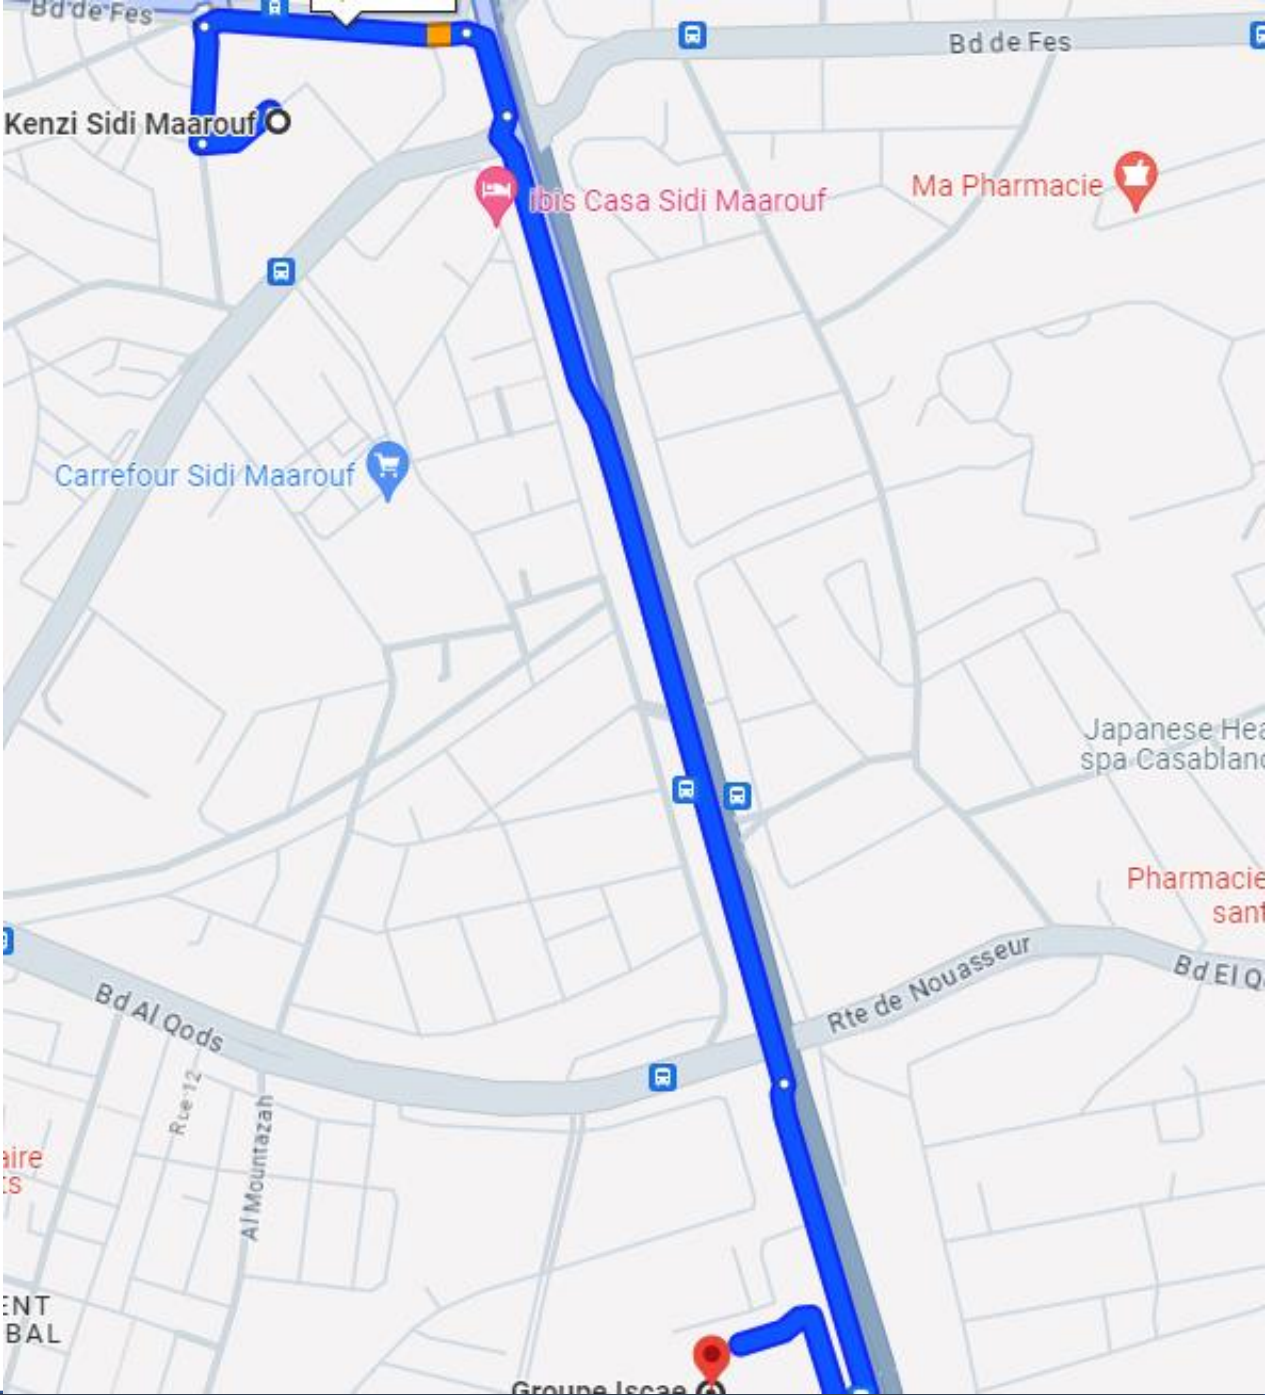 Bd de Fes
Bd de Fes
Kenzi Sidi Maarouf
Ibis Casa Sidi Maarouf
Ma Pharmacie
Carrefour Sidi Maarouf
Japanese Hea
spa Casablanc
Pharmacie
sant
Rte de Nouasseur
Bd El Q
Bd Al Qods
Rte 12
Al Mountazah
aire
ts
ENT
BAL
Groupe Iscae